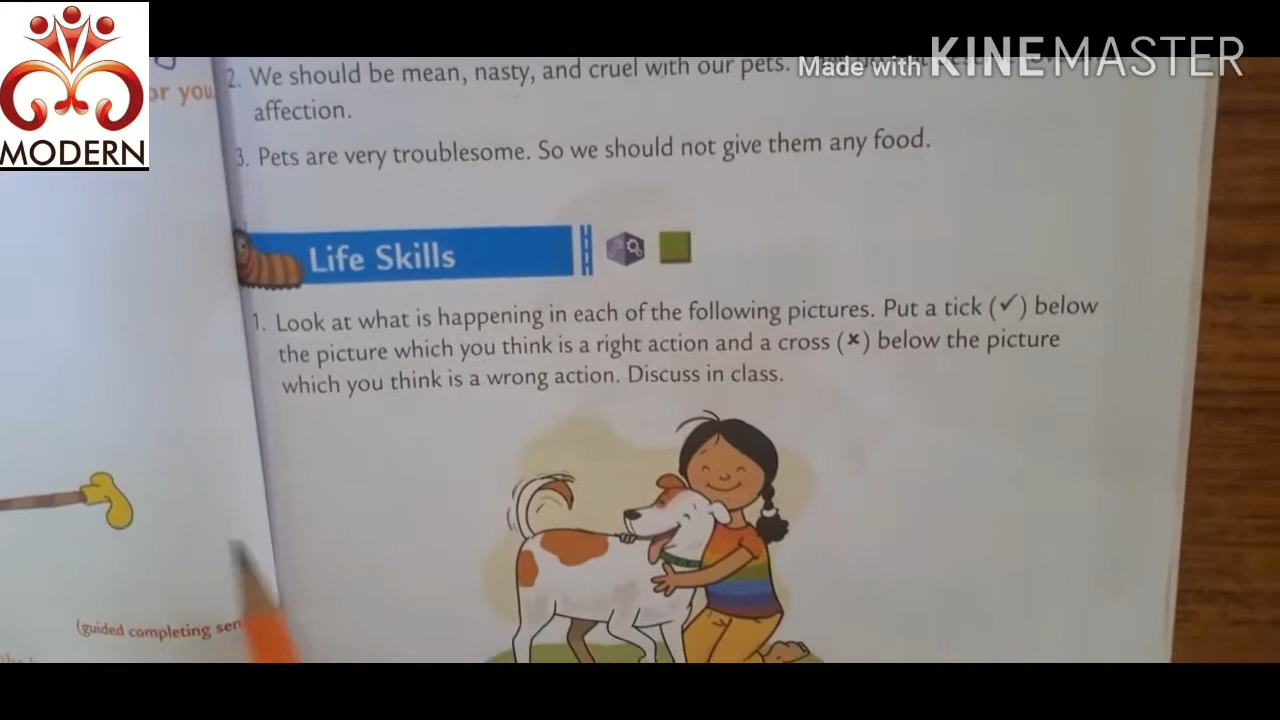 MODERN
Made with KINEMASTER
or you
2. We should be mean, nasty, and cruel with our pets.
affection.
3. Pets are very troublesome. So we should not give them any food.
Life Skills
1. Look at what is happening in each of the following pictures. Put a tick (✓) below
the picture which you think is a right action and a cross (×) below the picture
which you think is a wrong action. Discuss in class.
(guided completing sen